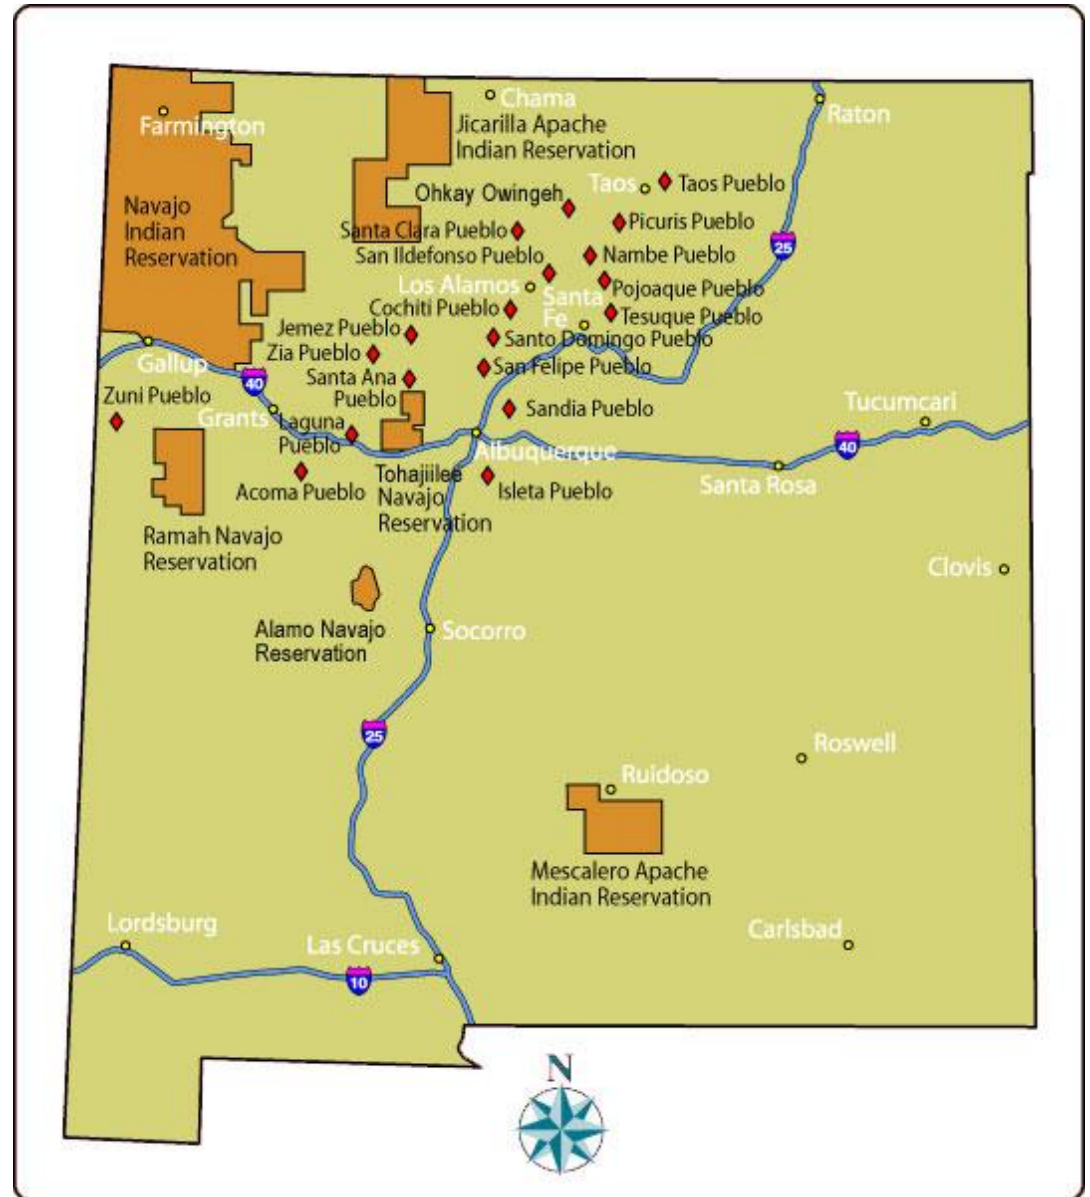 Chama
Raton
Farmington
Jicarilla Apache
Indian Reservation
Taos
Taos Pueblo
Ohkay Owingeh
Navajo
Indian
Reservation
Picuris Pueblo
Santa Clara Pueblo
25
San Ildefonso Pueblo
Nambe Pueblo
Los Alamos
Pojoaque Pueblo
Santa
Fe
Cochiti Pueblo
Tesuque Pueblo
Jemez Pueblo
Santo Domingo Pueblo
Zia Pueblo
Gallup
San Felipe Pueblo
40
Santa Ana
Pueblo
Zuni Pueblo
Grants
Laguna
Pueblo
Sandia Pueblo
Tucumcari
40
Albuquerque
Tohajiilee
Navajo
Reservation
Acoma Pueblo
Isleta Pueblo
Santa Rosa
Ramah Navajo
Reservation
Clovis
Alamo Navajo
Reservation
Socorro
25
Roswell
Ruidoso
Mescalero Apache
Indian Reservation
Lordsburg
Las Cruces
Carlsbad
10
N